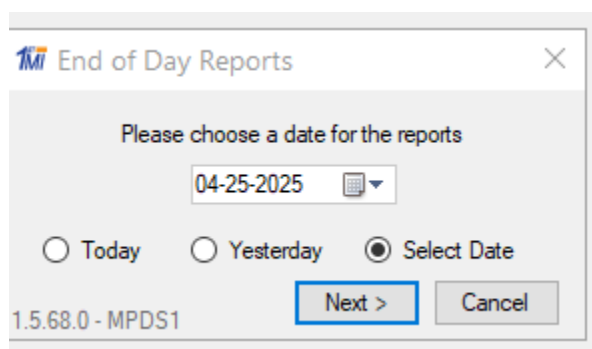 TMI End of Day Reports
Please choose a date for the reports
04-25-2025
Today Yesterday Select Date
Next > Cancel
1.5.68.0 - MPDS1